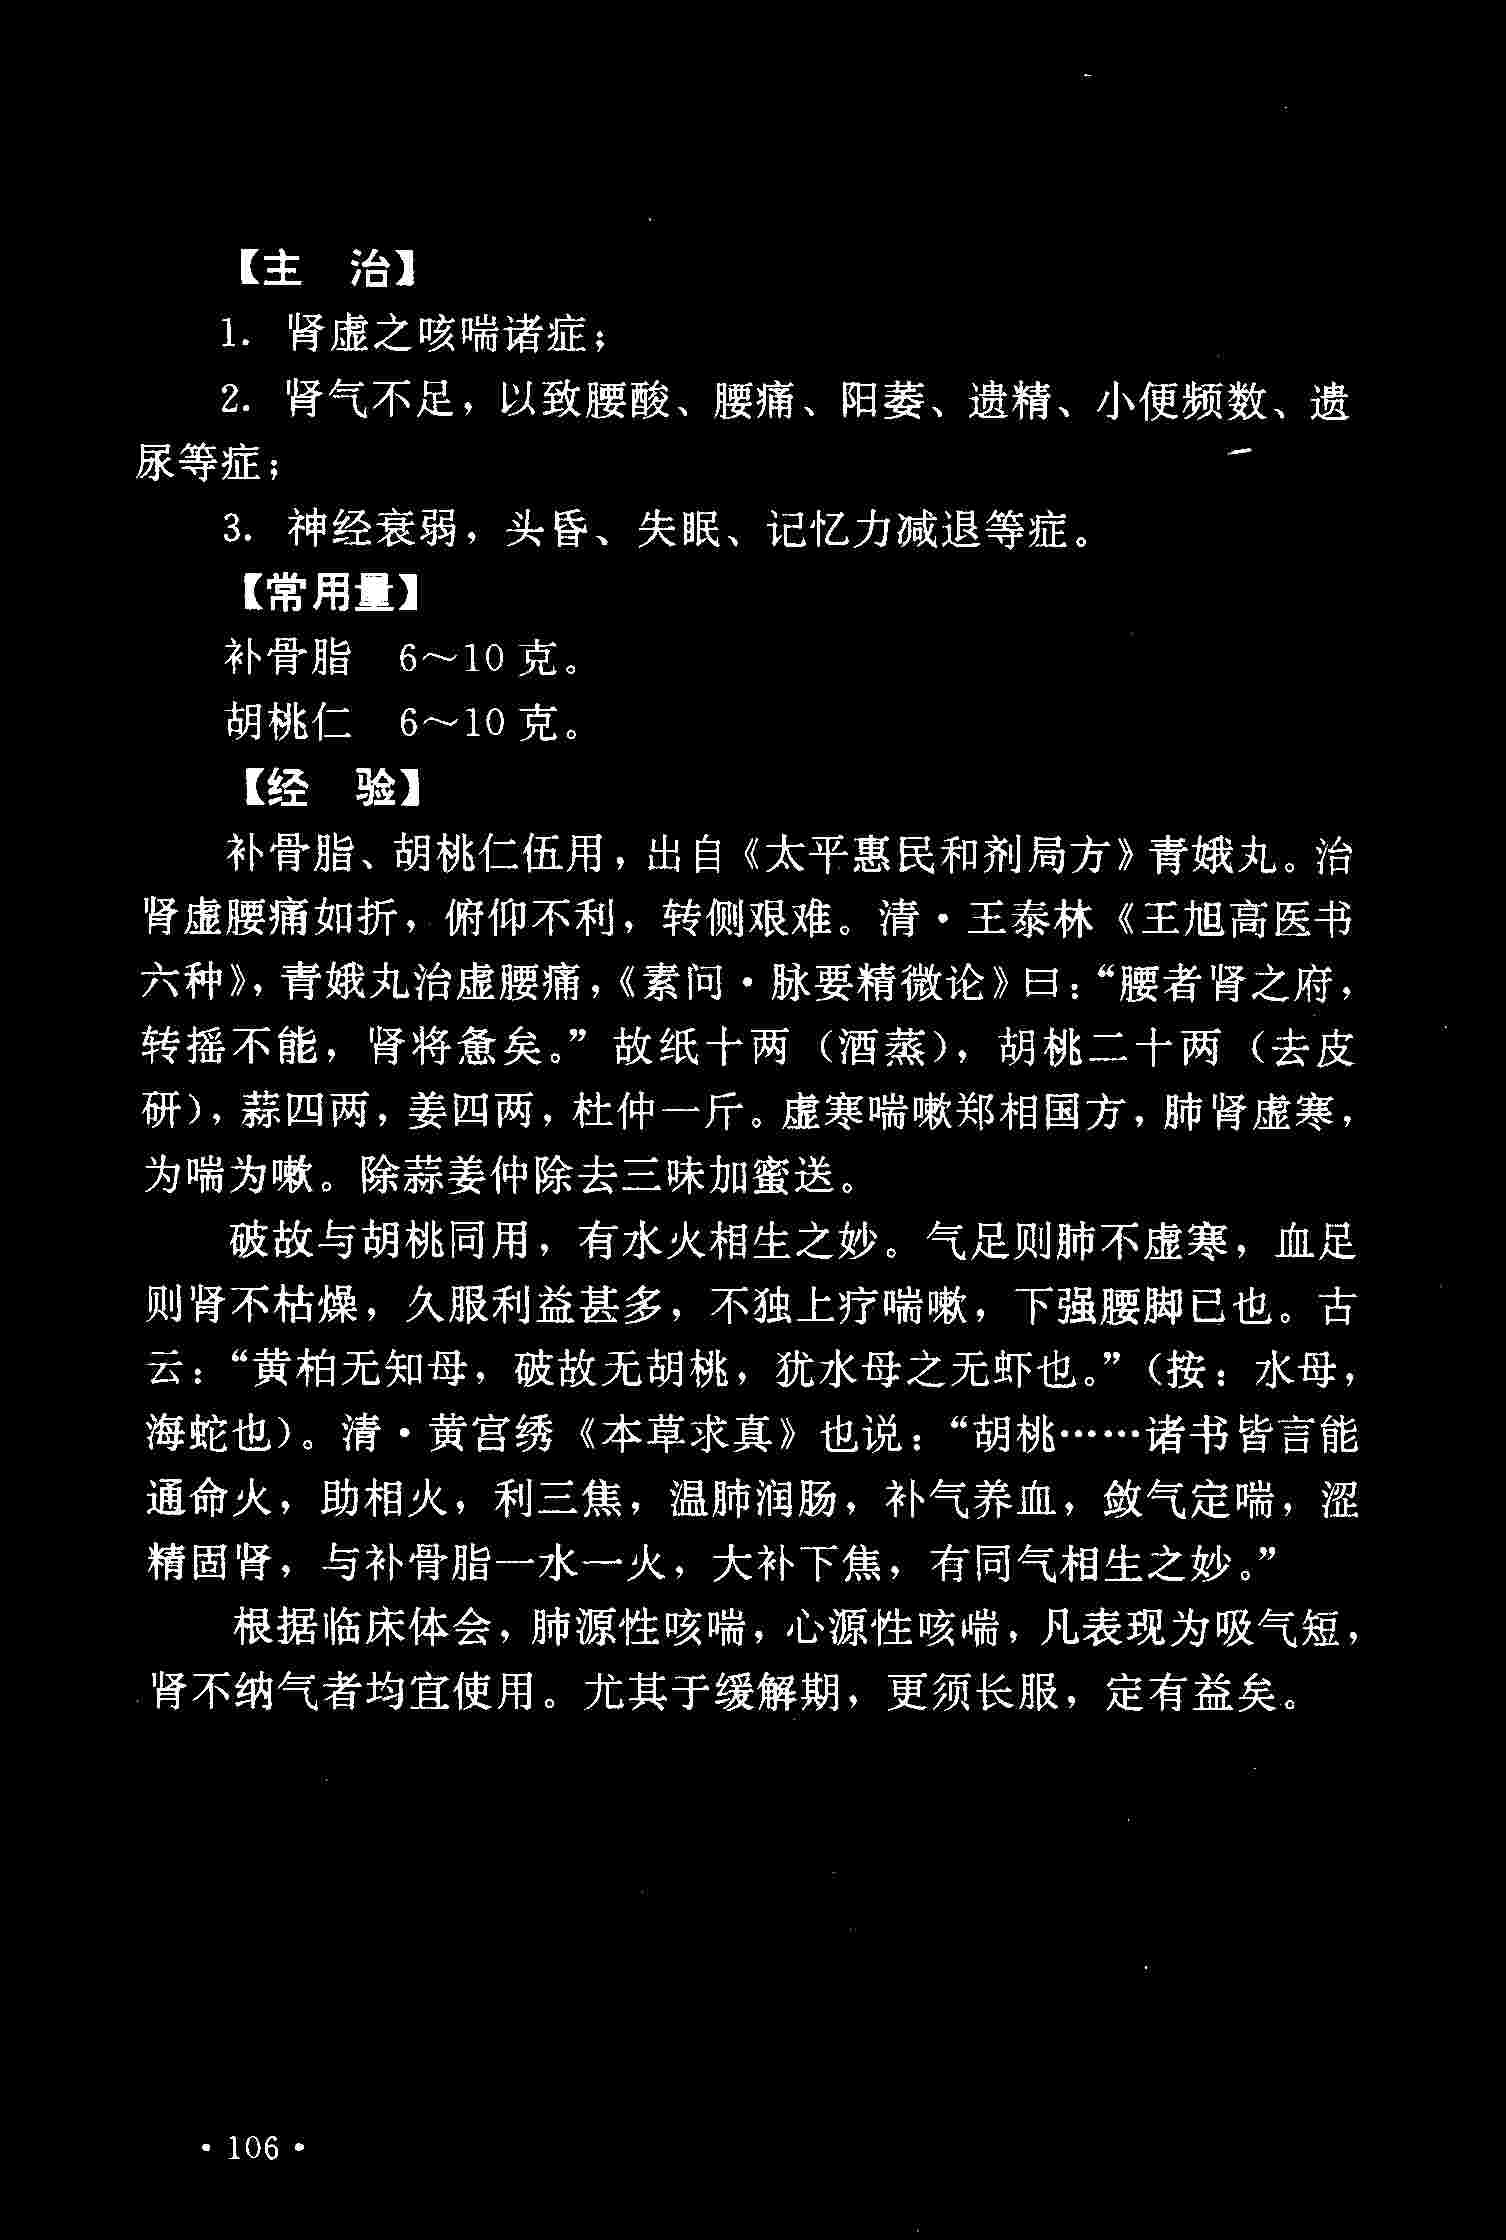 【主　治】
1. 肾虚之咳喘诸症；
2. 肾气不足，以致腰酸、腰痛、阳萎、遗精、小便频数、遗
尿等症；
3. 神经衰弱，头昏、失眠、记忆力减退等症。
【常用量】
补骨脂　6～10 克。
胡桃仁　6～10 克。
【经　验】
补骨脂、胡桃仁伍用，出自《太平惠民和剂局方》青娥丸。治
肾虚腰痛如折，俯仰不利，转侧艰难。清·王泰林《王旭高医书
六种》，青娥丸治虚腰痛，《素问·脉要精微论》曰：“腰者肾之府，
转摇不能，肾将惫矣。”故纸十两（酒蒸），胡桃二十两（去皮
研），蒜四两，姜四两，杜仲一斤。虚寒喘嗽郑相国方，肺肾虚寒，
为喘为嗽。除蒜姜仲除去三味加蜜送。
破故与胡桃同用，有水火相生之妙。气足则肺不虚寒，血足
则肾不枯燥，久服利益甚多，不独上疗喘嗽，下强腰脚已也。古
云：“黄柏无知母，破故无胡桃，犹水母之无虾也。”（按：水母，
海蛇也）。清·黄宫绣《本草求真》也说：“胡桃……诸书皆言能
通命火，助相火，利三焦，温肺润肠，补气养血，敛气定喘，涩
精固肾，与补骨脂一水一火，大补下焦，有同气相生之妙。”
根据临床体会，肺源性咳喘，心源性咳喘，凡表现为吸气短，
肾不纳气者均宜使用。尤其于缓解期，更须长服，定有益矣。
·106·